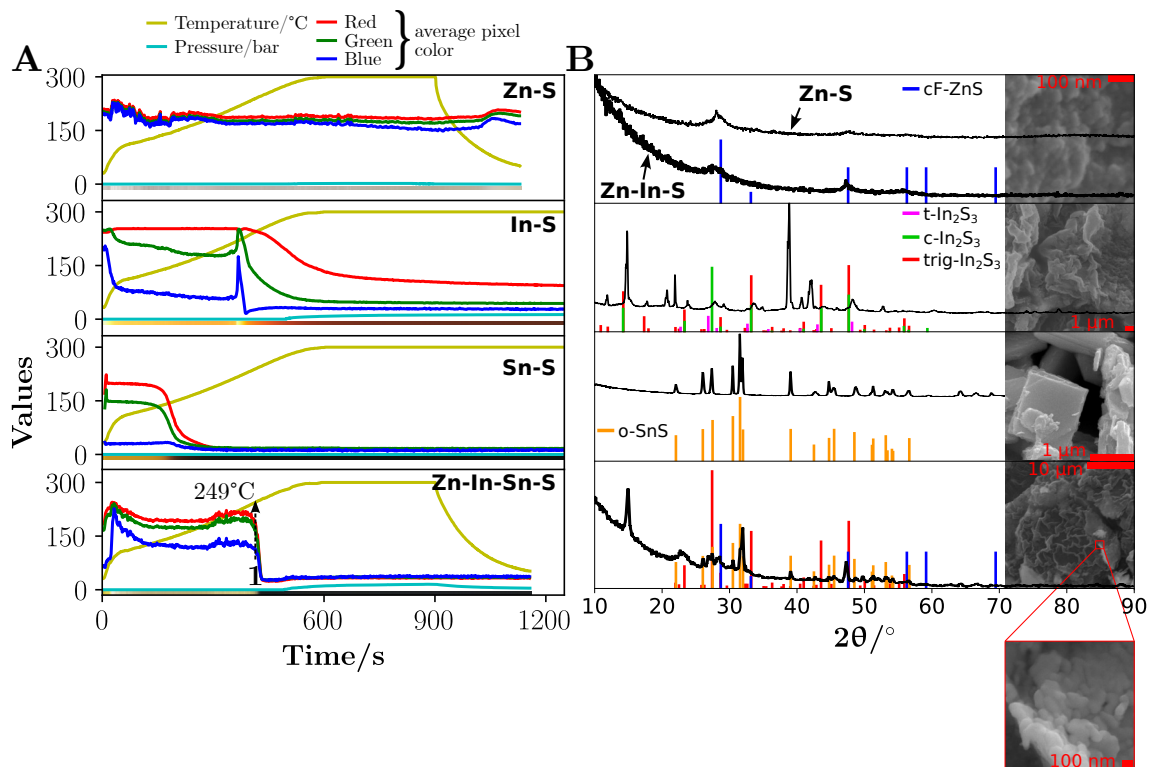 Temperature/°C
Pressure/bar
Red
Green
Blue
average pixel
color
A
300
150
0
Zn-S
300
150
0
In-S
300
150
0
Sn-S
300
150
0
Zn-In-Sn-S
249°C
1
0
300
600
900
1200
Time/s
Values
B
100 nm
cF-ZnS
Zn-S
Zn-In-S
t-In₂S₃
c-In₂S₃
trig-In₂S₃
1 µm
o-SnS
1 µm
10 µm
10
20
30
40
50
60
70
80
90
2θ/°
100 nm